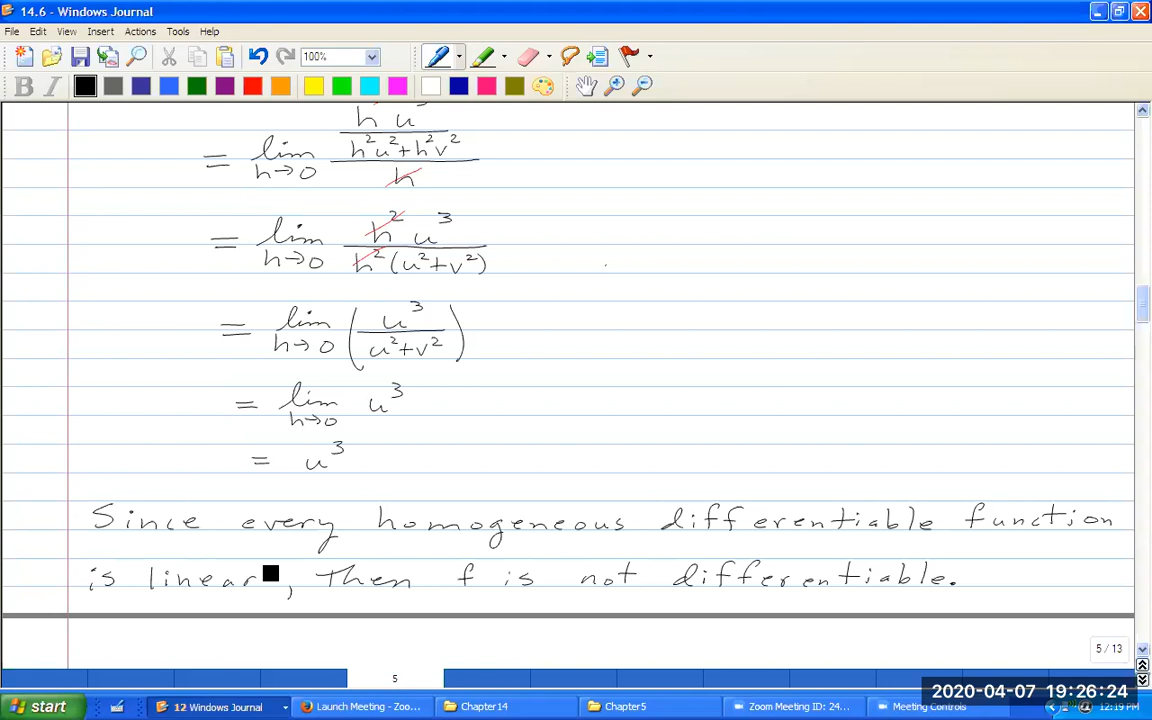 14.6 - Windows Journal
File Edit View Insert Actions Tools Help
100%
B I
h u
h²u²+h²v²
= lim
h→0
h
= lim h² u³
h→0 h²(u²+v²)
= lim ( u³
h→0 u²+v² )
= lim u³
h→0
= u³
Since every homogeneous differentiable function
is linear , Then f is not differentiable.
5 / 13
5
2020-04-07 19:26:24
start 12 Windows Journal Launch Meeting - Zoo... Chapter14 Chapter5 Zoom Meeting ID: 24... Meeting Controls 12:19 PM